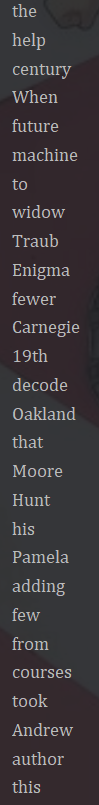 the
help
century
When
future
machine
to
widow
Traub
Enigma
fewer
Carnegie
19th
decode
Oakland
that
Moore
Hunt
his
Pamela
adding
few
from
courses
took
Andrew
author
this